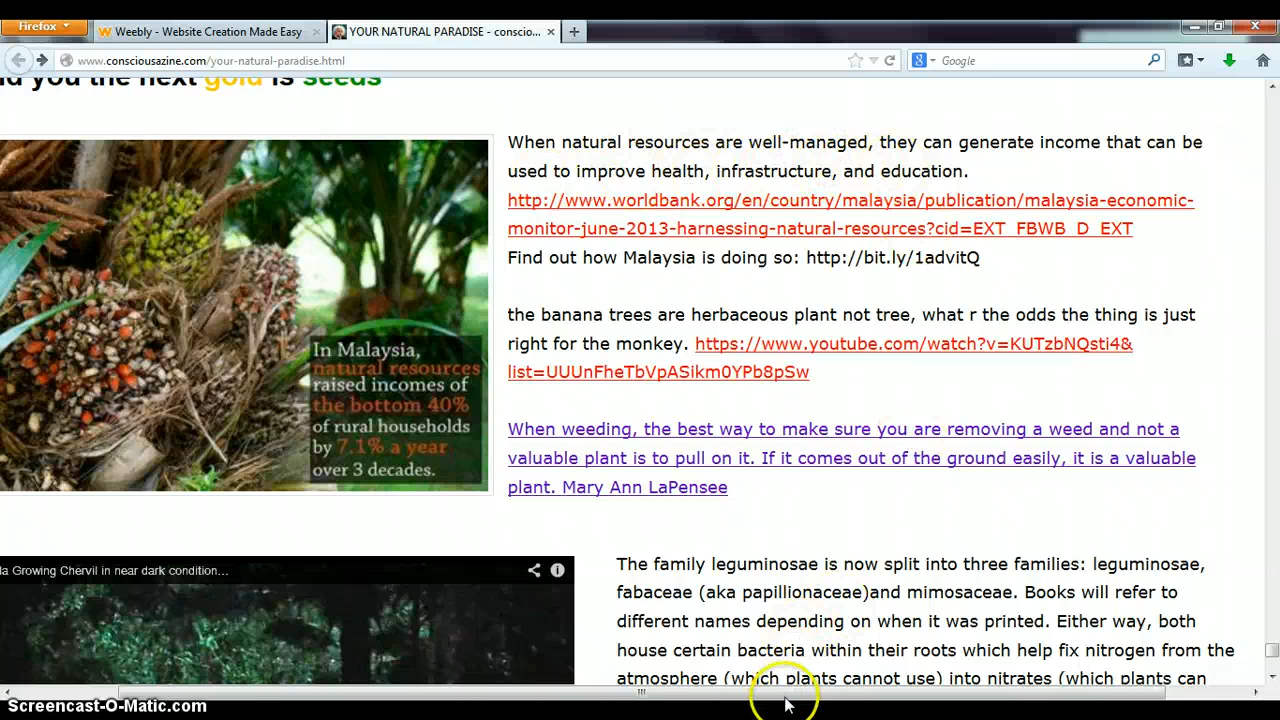 Firefox
Weebly - Website Creation Made Easy
YOUR NATURAL PARADISE - conscio...
www.consciousazine.com/your-natural-paradise.html
Google
nd you the next gold is seeds
When natural resources are well-managed, they can generate income that can be
used to improve health, infrastructure, and education.
http://www.worldbank.org/en/country/malaysia/publication/malaysia-economic-
monitor-june-2013-harnessing-natural-resources?cid=EXT_FBWB_D_EXT
Find out how Malaysia is doing so: http://bit.ly/1advitQ
In Malaysia,
natural resources
raised incomes of
the bottom 40%
of rural households
by 7.1% a year
over 3 decades.
the banana trees are herbaceous plant not tree, what r the odds the thing is just
right for the monkey. https://www.youtube.com/watch?v=KUTzbNQsti4&
list=UUUnFheTbVpASikm0YPb8pSw
When weeding, the best way to make sure you are removing a weed and not a
valuable plant is to pull on it. If it comes out of the ground easily, it is a valuable
plant. Mary Ann LaPensee
la Growing Chervil in near dark condition...
The family leguminosae is now split into three families: leguminosae,
fabaceae (aka papillionaceae)and mimosaceae. Books will refer to
different names depending on when it was printed. Either way, both
house certain bacteria within their roots which help fix nitrogen from the
atmosphere (which plants cannot use) into nitrates (which plants can
Screencast-O-Matic.com